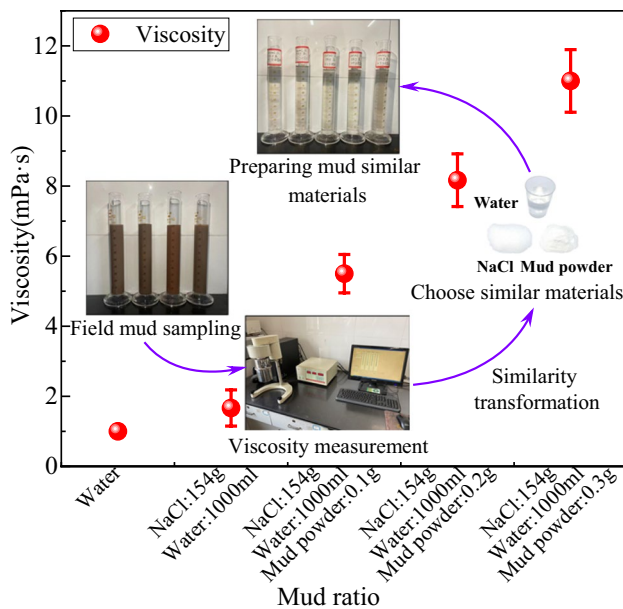 Viscosity(mPa·s)
12
10
8
6
4
2
0
Viscosity
Preparing mud similar
materials
Water
NaCl Mud powder
Choose similar materials
Field mud sampling
Viscosity measurement
Similarity
transformation
Water
NaCl:154g
Water:1000ml
NaCl:154g
Water:1000ml
Mud powder:0.1g
NaCl:154g
Water:1000ml
Mud powder:0.2g
NaCl:154g
Water:1000ml
Mud powder:0.3g
Mud ratio